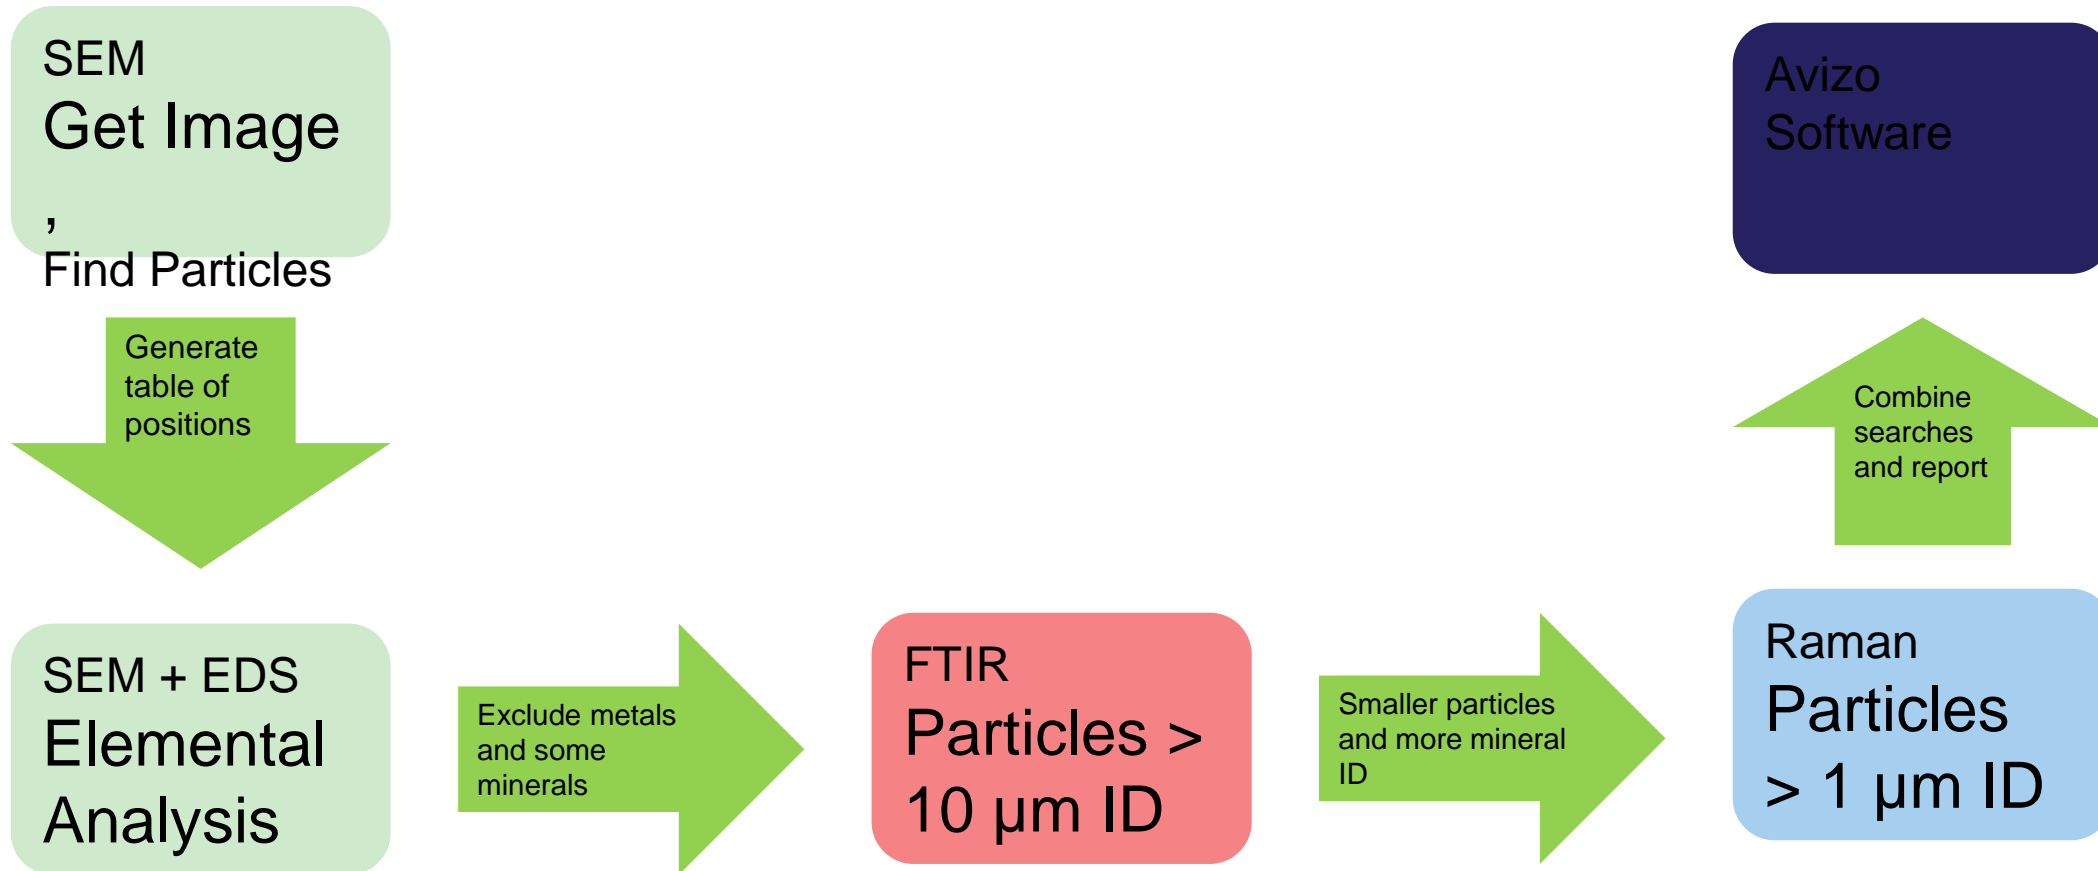 SEM
Get Image
,
Find Particles
Generate
table of
positions
SEM + EDS
Elemental
Analysis
Exclude metals
and some
minerals
FTIR
Particles >
10 µm ID
Smaller particles
and more mineral
ID
Raman
Particles
> 1 µm ID
Combine
searches
and report
Avizo
Software